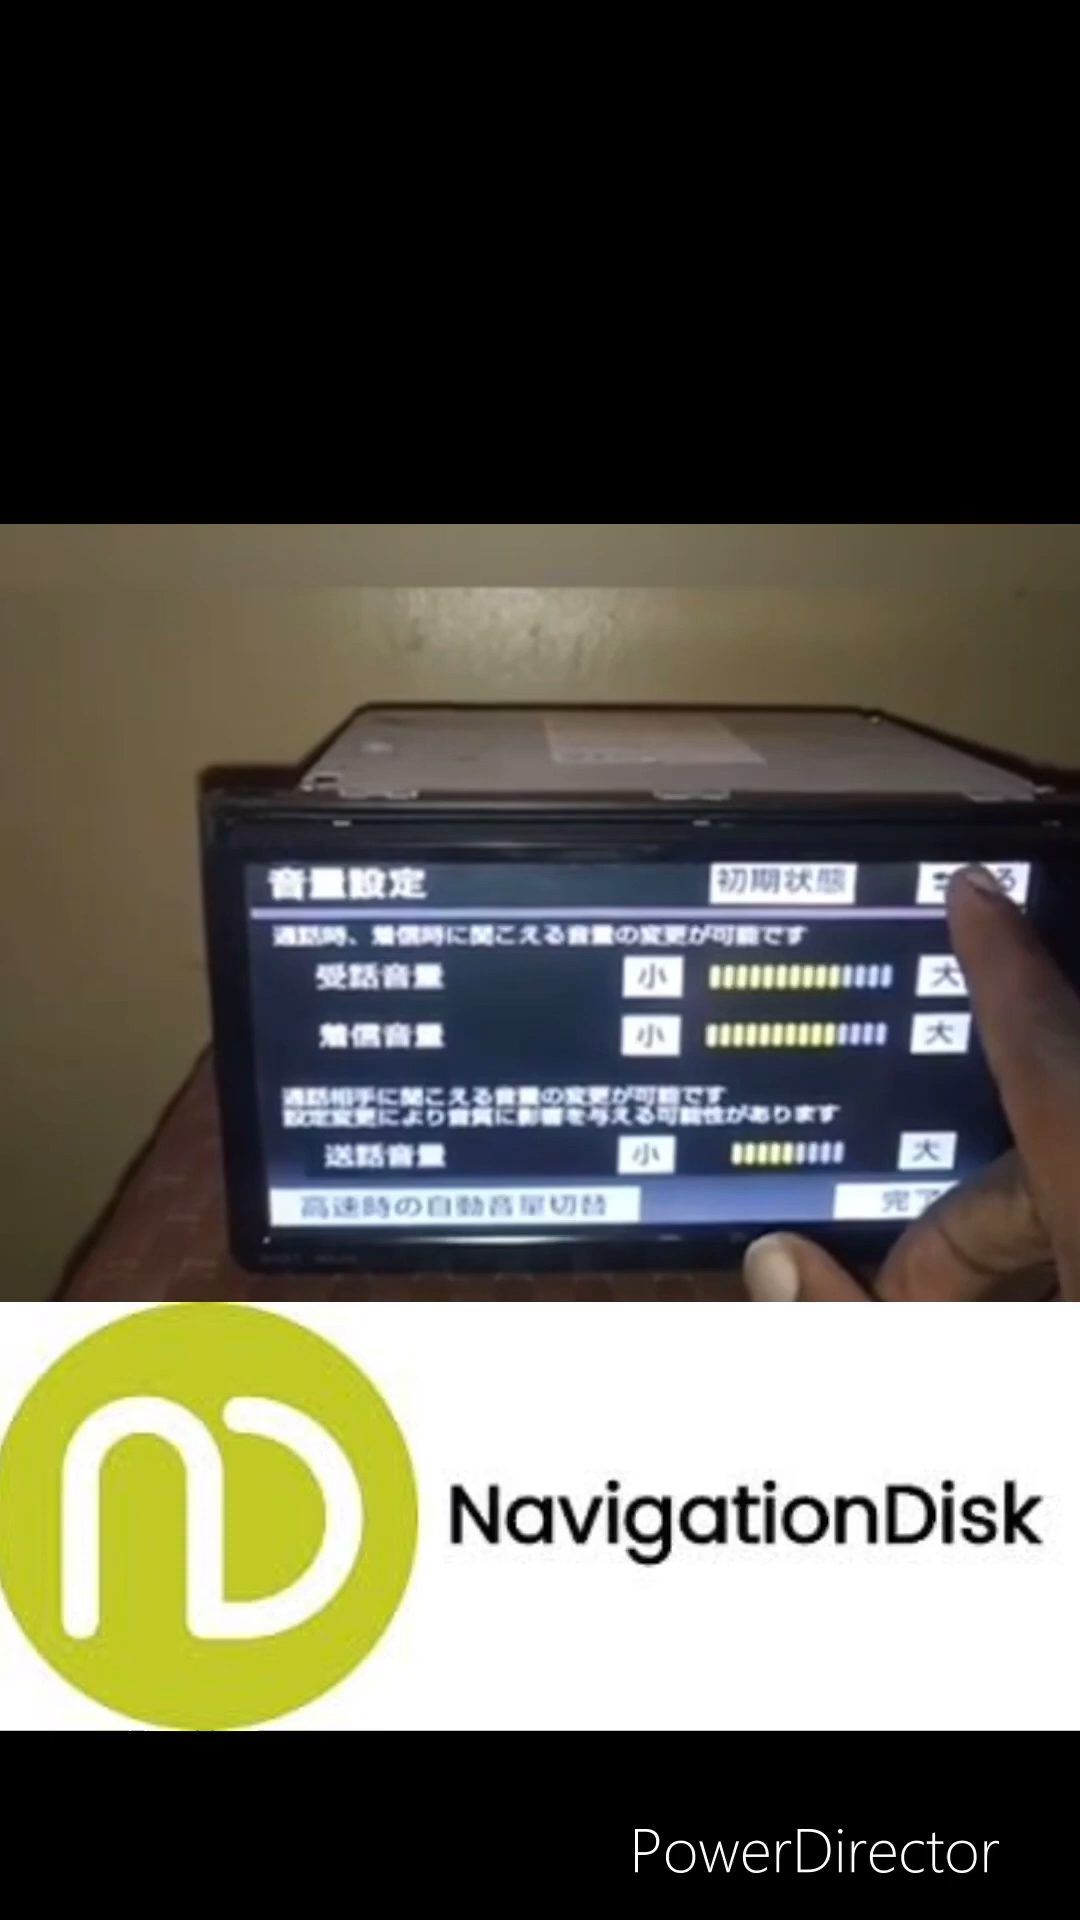 音量設定 初期状態
る
通話時、着信時に聞こえる音量の変更が可能です
受話音量 小 大
着信音量 小 大
通話相手に聞こえる音量の変更が可能です
設定変更により音質に影響を与える可能性があります
送話音量 小 大
高速時の自動音量切替 完了
NavigationDisk
PowerDirector